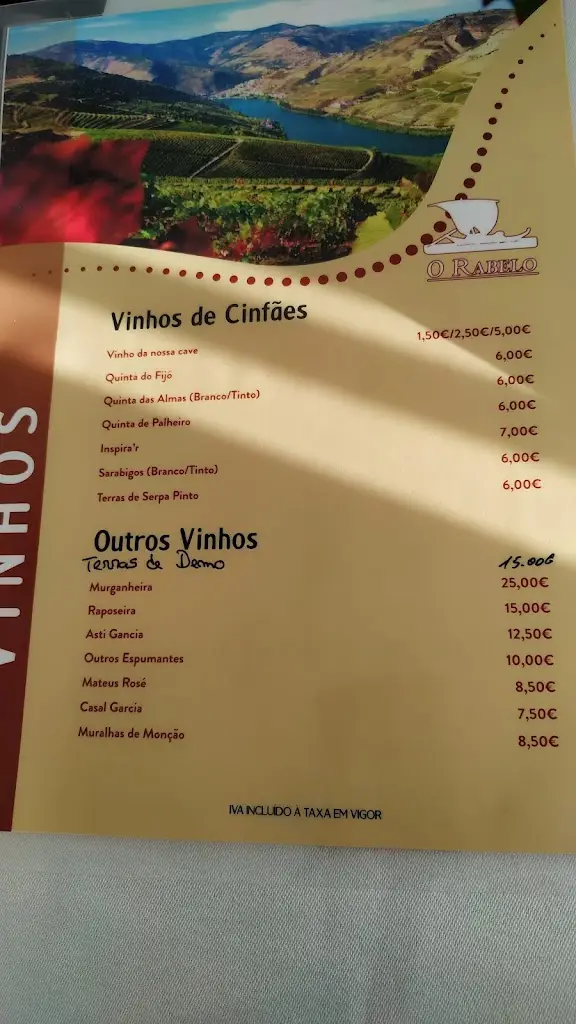 O RABELO
VINHOS
Vinhos de Cinfães
Vinho da nossa cave 1,50€/2,50€/5,00€
Quinta do Fijó 6,00€
Quinta das Almas (Branco/Tinto) 6,00€
Quinta de Palheiro 6,00€
Inspira'r 7,00€
Sarabigos (Branco/Tinto) 6,00€
Terras de Serpa Pinto 6,00€
Outros Vinhos
Terras de Demo 15.00€
Murganheira 25,00€
Raposeira 15,00€
Asti Gancia 12,50€
Outros Espumantes 10,00€
Mateus Rosé 8,50€
Casal Garcia 7,50€
Muralhas de Monção 8,50€
IVA INCLUÍDO À TAXA EM VIGOR